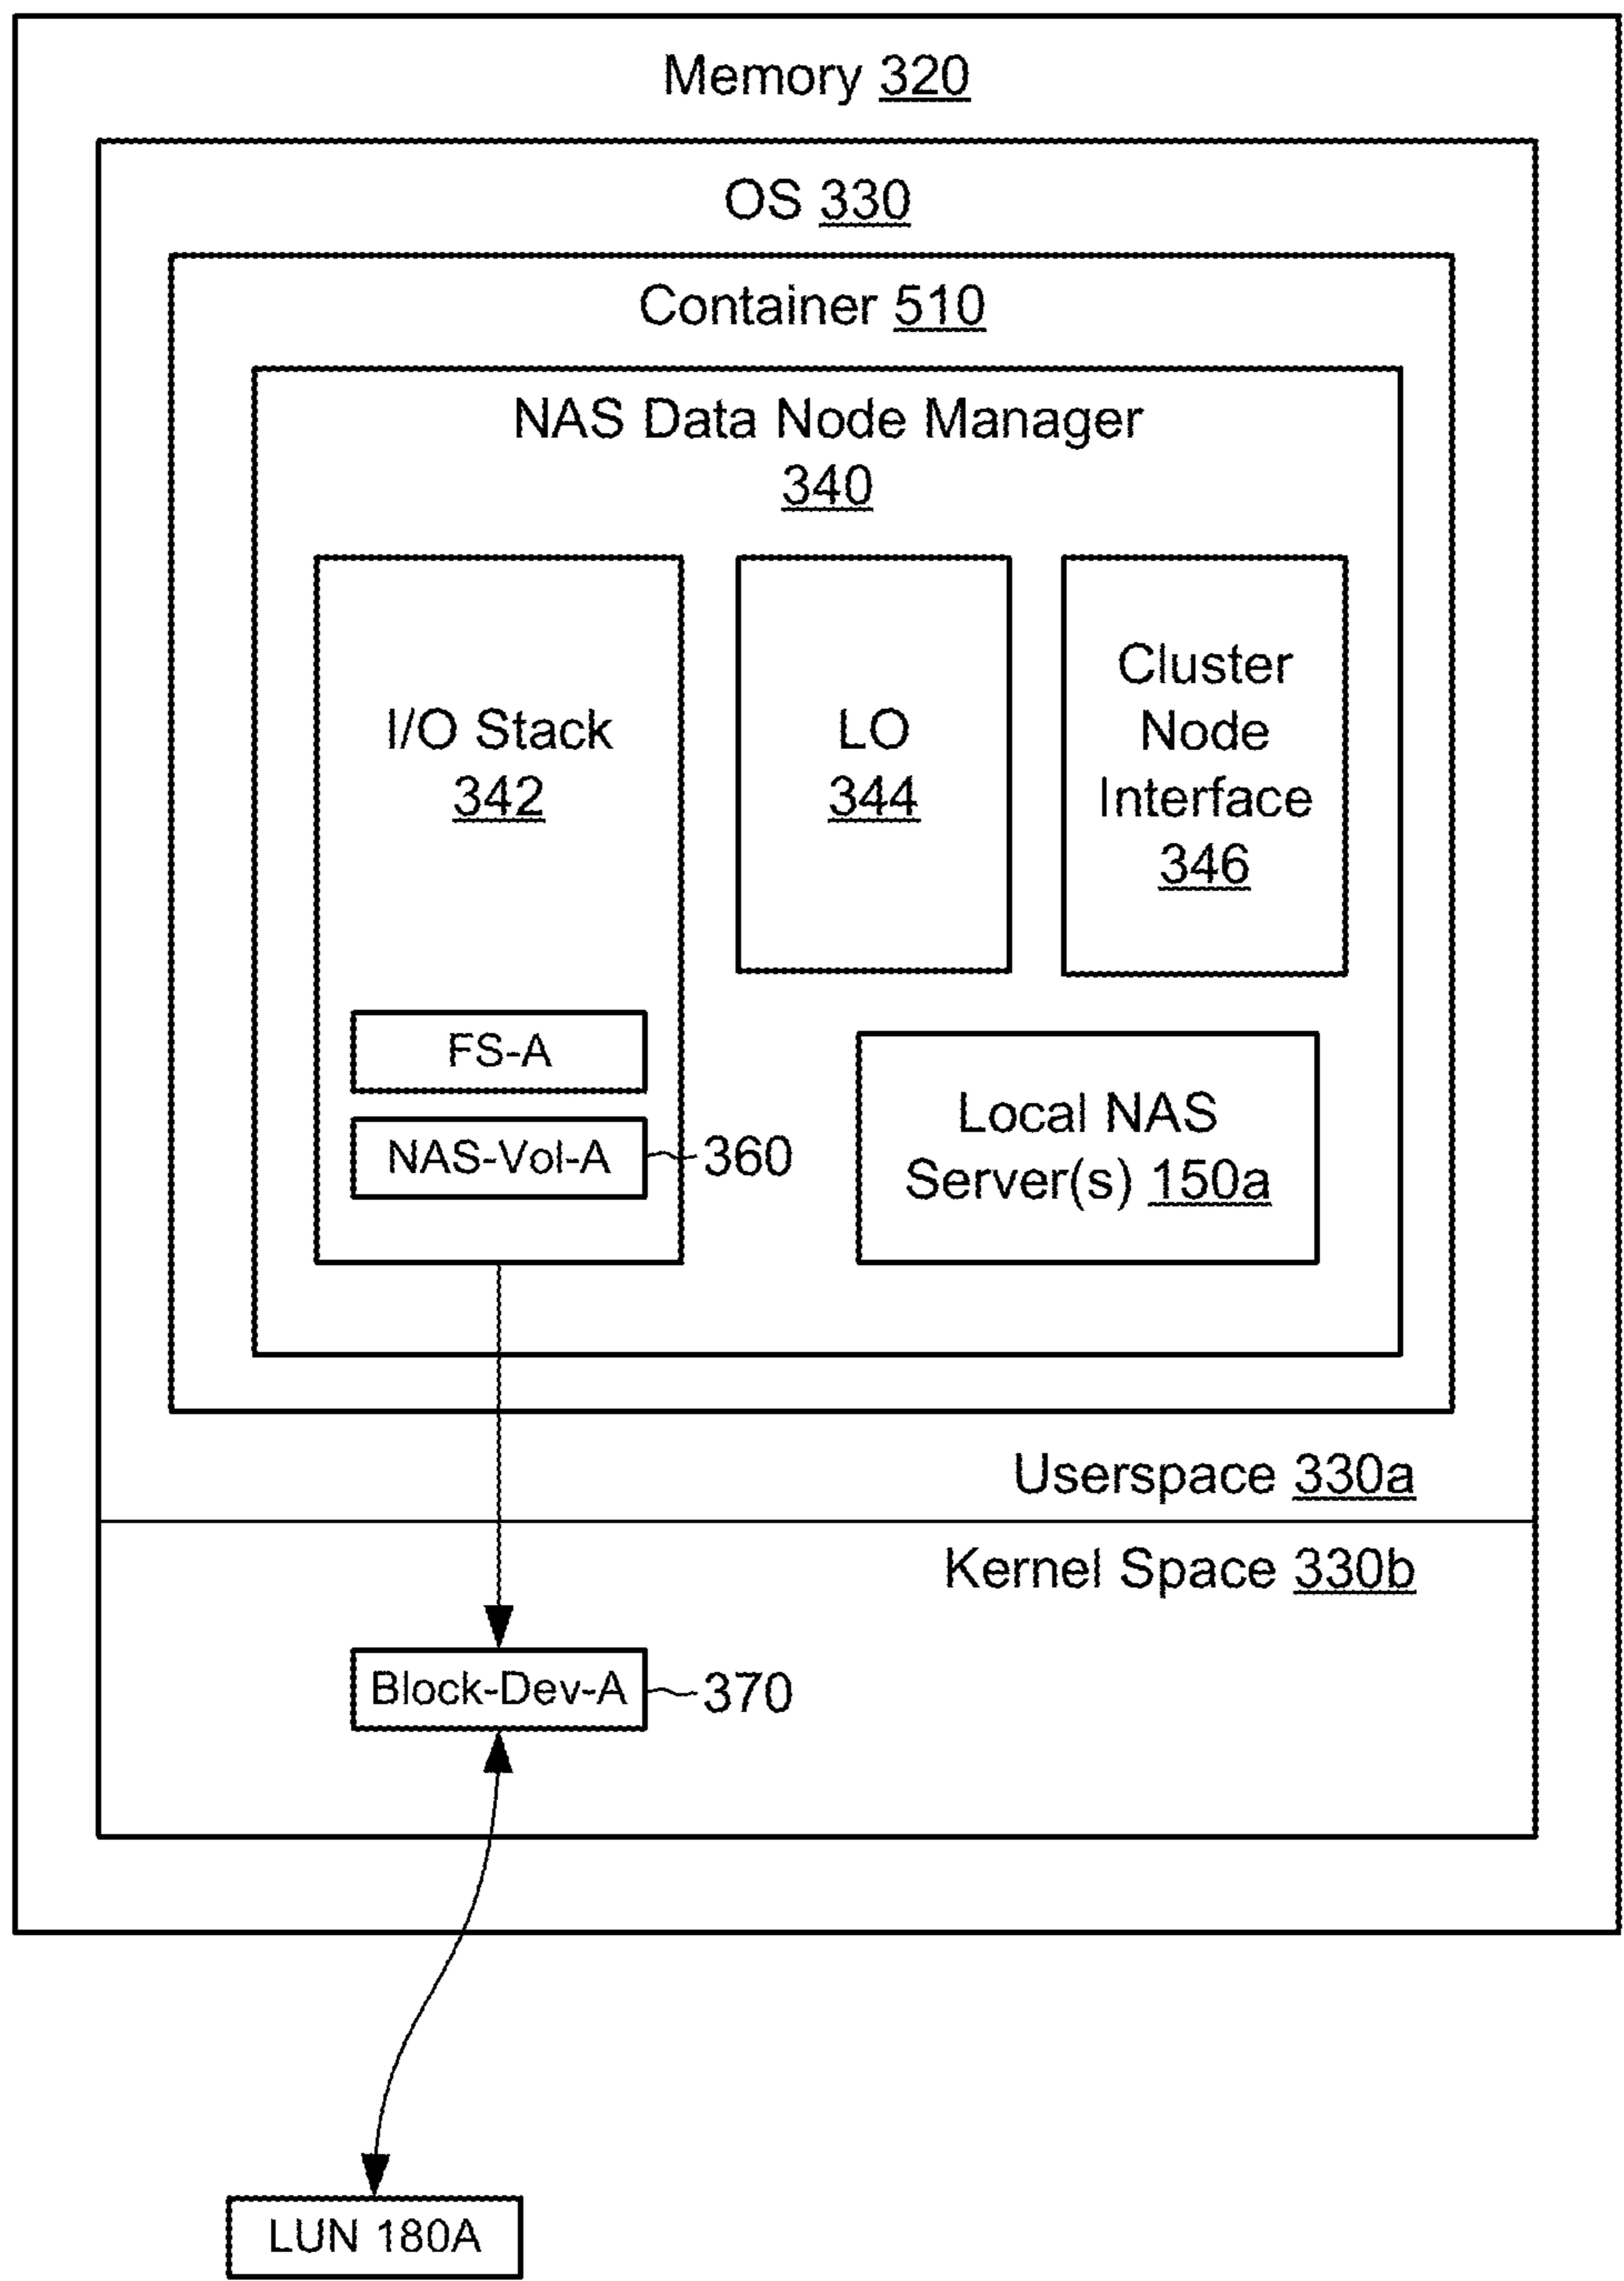 Memory 320
OS 330
Container 510
NAS Data Node Manager
340
I/O Stack
342
LO
344
Cluster
Node
Interface
346
FS-A
NAS-Vol-A
360
Local NAS
Server(s) 150a
Userspace 330a
Kernel Space 330b
Block-Dev-A
370
LUN 180A